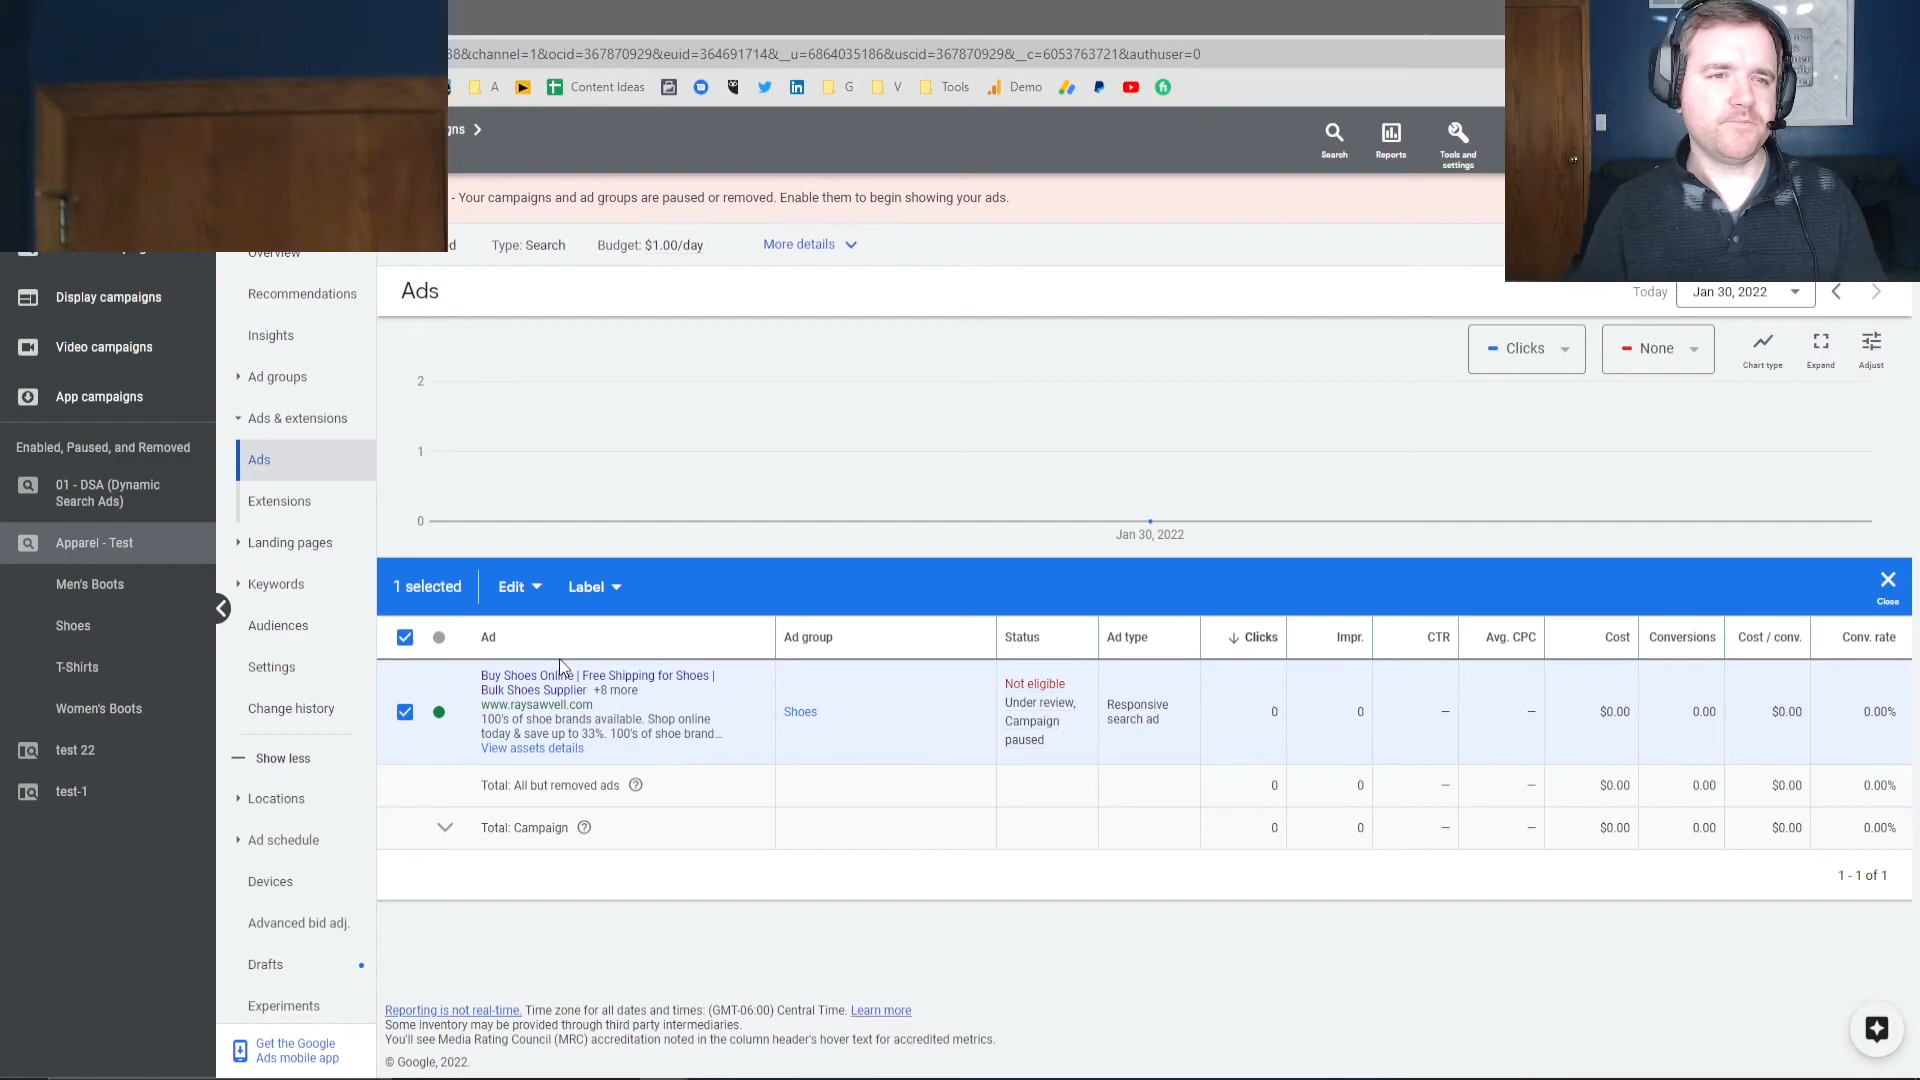 38&channel=1&ocid=367870929&euid=364691714&__u=6864035186&uscid=367870929&__c=6053763721&authuser=0
A Content Ideas G V Tools Demo
gns
Search Reports Tools and settings
- Your campaigns and ad groups are paused or removed. Enable them to begin showing your ads.
d Type: Search Budget: $1.00/day More details
Display campaigns
Video campaigns
App campaigns
Enabled, Paused, and Removed
01 - DSA (Dynamic
Search Ads)
Apparel - Test
Men's Boots
Shoes
T-Shirts
Women's Boots
test 22
test-1
Overview
Recommendations
Insights
Ad groups
Ads & extensions
Ads
Extensions
Landing pages
Keywords
Audiences
Settings
Change history
Show less
Locations
Ad schedule
Devices
Advanced bid adj.
Drafts
Experiments
Get the Google
Ads mobile app
Ads
Today Jan 30, 2022
Clicks None Chart type Expand Adjust
2
1
0
Jan 30, 2022
1 selected Edit Label Close
Ad Ad group Status Ad type Clicks Impr. CTR Avg. CPC Cost Conversions Cost / conv. Conv. rate
Buy Shoes Online | Free Shipping for Shoes |
Bulk Shoes Supplier +8 more
www.raysawvell.com
100's of shoe brands available. Shop online
today & save up to 33%. 100's of shoe brand...
View assets details
Shoes
Not eligible
Under review,
Campaign
paused
Responsive
search ad
0 0 – – $0.00 0.00 $0.00 0.00%
Total: All but removed ads 0 0 – – $0.00 0.00 $0.00 0.00%
Total: Campaign 0 0 – – $0.00 0.00 $0.00 0.00%
1 - 1 of 1
Reporting is not real-time. Time zone for all dates and times: (GMT-06:00) Central Time. Learn more
Some inventory may be provided through third party intermediaries.
You'll see Media Rating Council (MRC) accreditation noted in the column header's hover text for accredited metrics.
© Google, 2022.